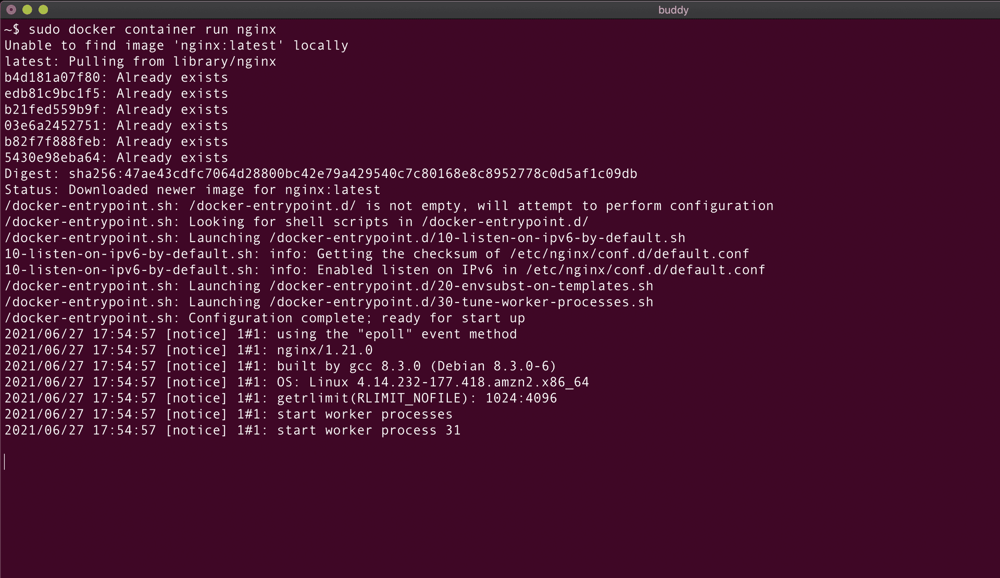 buddy
~$ sudo docker container run nginx
Unable to find image 'nginx:latest' locally
latest: Pulling from library/nginx
b4d181a07f80: Already exists
edb81c9bc1f5: Already exists
b21fed559b9f: Already exists
03e6a2452751: Already exists
b82f7f888feb: Already exists
5430e98eba64: Already exists
Digest: sha256:47ae43cdfc7064d28800bc42e79a429540c7c80168e8c8952778c0d5af1c09db
Status: Downloaded newer image for nginx:latest
/docker-entrypoint.sh: /docker-entrypoint.d/ is not empty, will attempt to perform configuration
/docker-entrypoint.sh: Looking for shell scripts in /docker-entrypoint.d/
/docker-entrypoint.sh: Launching /docker-entrypoint.d/10-listen-on-ipv6-by-default.sh
10-listen-on-ipv6-by-default.sh: info: Getting the checksum of /etc/nginx/conf.d/default.conf
10-listen-on-ipv6-by-default.sh: info: Enabled listen on IPv6 in /etc/nginx/conf.d/default.conf
/docker-entrypoint.sh: Launching /docker-entrypoint.d/20-envsubst-on-templates.sh
/docker-entrypoint.sh: Launching /docker-entrypoint.d/30-tune-worker-processes.sh
/docker-entrypoint.sh: Configuration complete; ready for start up
2021/06/27 17:54:57 [notice] 1#1: using the "epoll" event method
2021/06/27 17:54:57 [notice] 1#1: nginx/1.21.0
2021/06/27 17:54:57 [notice] 1#1: built by gcc 8.3.0 (Debian 8.3.0-6)
2021/06/27 17:54:57 [notice] 1#1: OS: Linux 4.14.232-177.418.amzn2.x86_64
2021/06/27 17:54:57 [notice] 1#1: getrlimit(RLIMIT_NOFILE): 1024:4096
2021/06/27 17:54:57 [notice] 1#1: start worker processes
2021/06/27 17:54:57 [notice] 1#1: start worker process 31